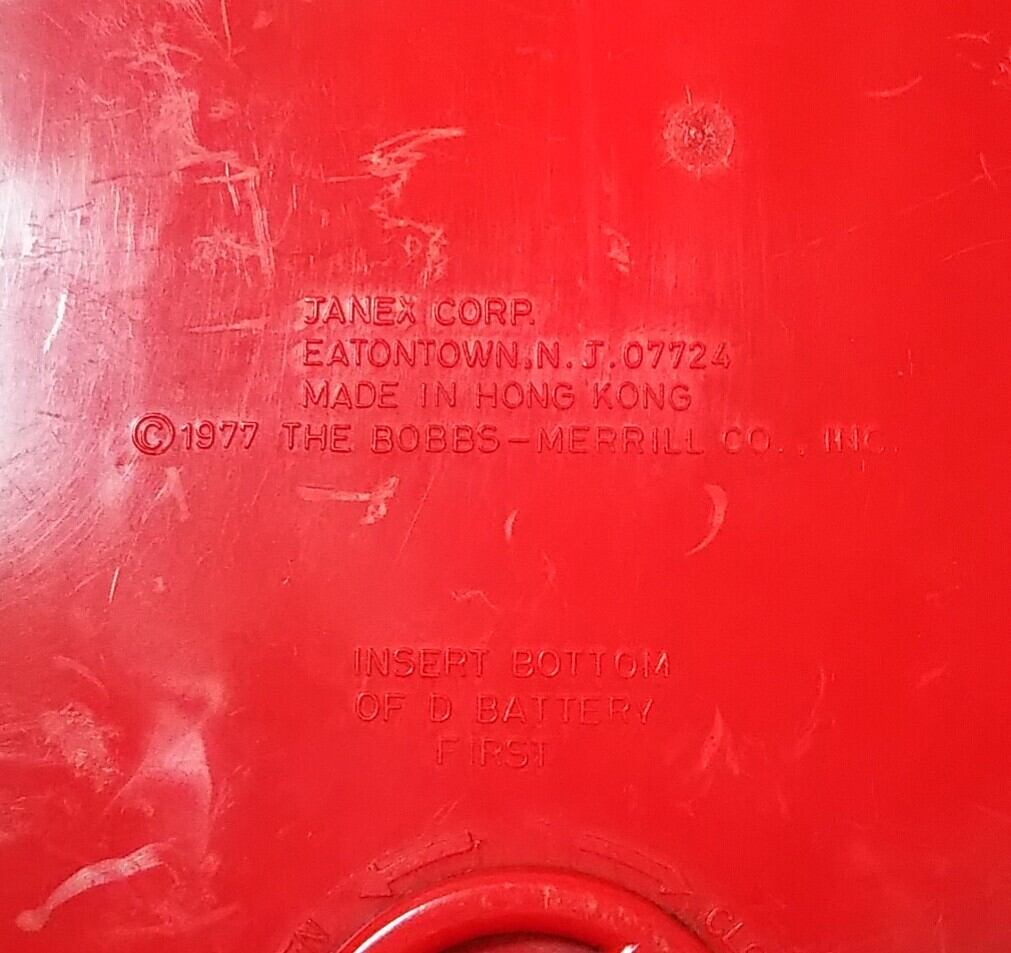 JANEX CORP.
EATONTOWN, N.J. 07724
MADE IN HONG KONG
©1977 THE BOBBS-MERRILL CO., INC.
INSERT BOTTOM
OF D BATTERY
FIRST